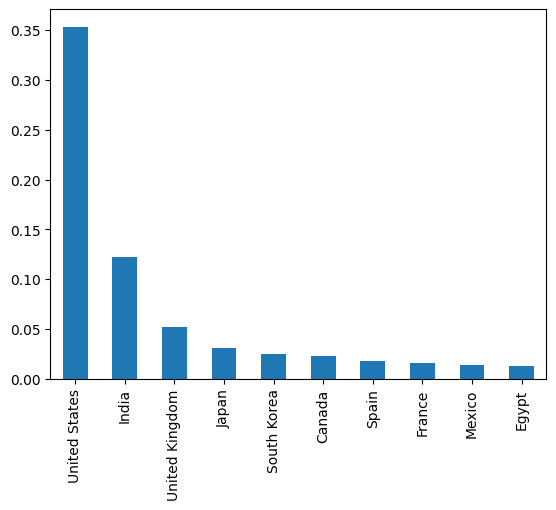 0.35
0.30
0.25
0.20
0.15
0.10
0.05
0.00
United States
India
United Kingdom
Japan
South Korea
Canada
Spain
France
Mexico
Egypt